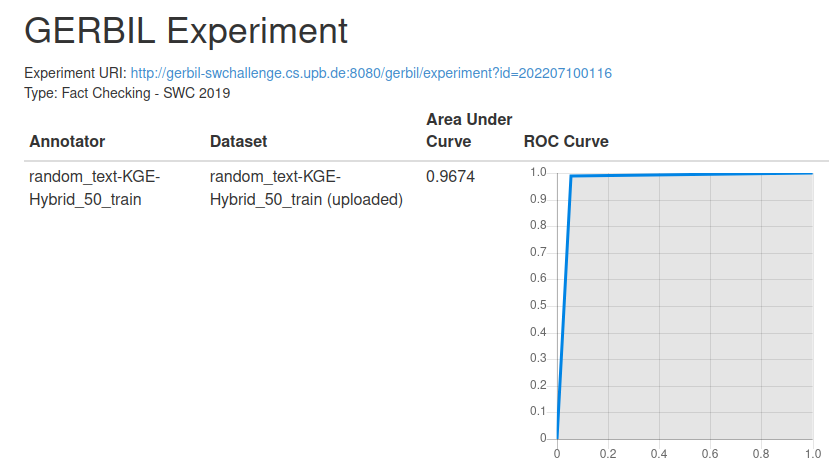 GERBIL Experiment
Experiment URI: http://gerbil-swchallenge.cs.upb.de:8080/gerbil/experiment?id=202207100116
Type: Fact Checking - SWC 2019
Annotator
Dataset
Area Under
Curve
ROC Curve
random_text-KGE-
Hybrid_50_train
random_text-KGE-
Hybrid_50_train (uploaded)
0.9674
1.0
0.9
0.8
0.7
0.6
0.5
0.4
0.3
0.2
0.1
0
0 0.2 0.4 0.6 0.8 1.0